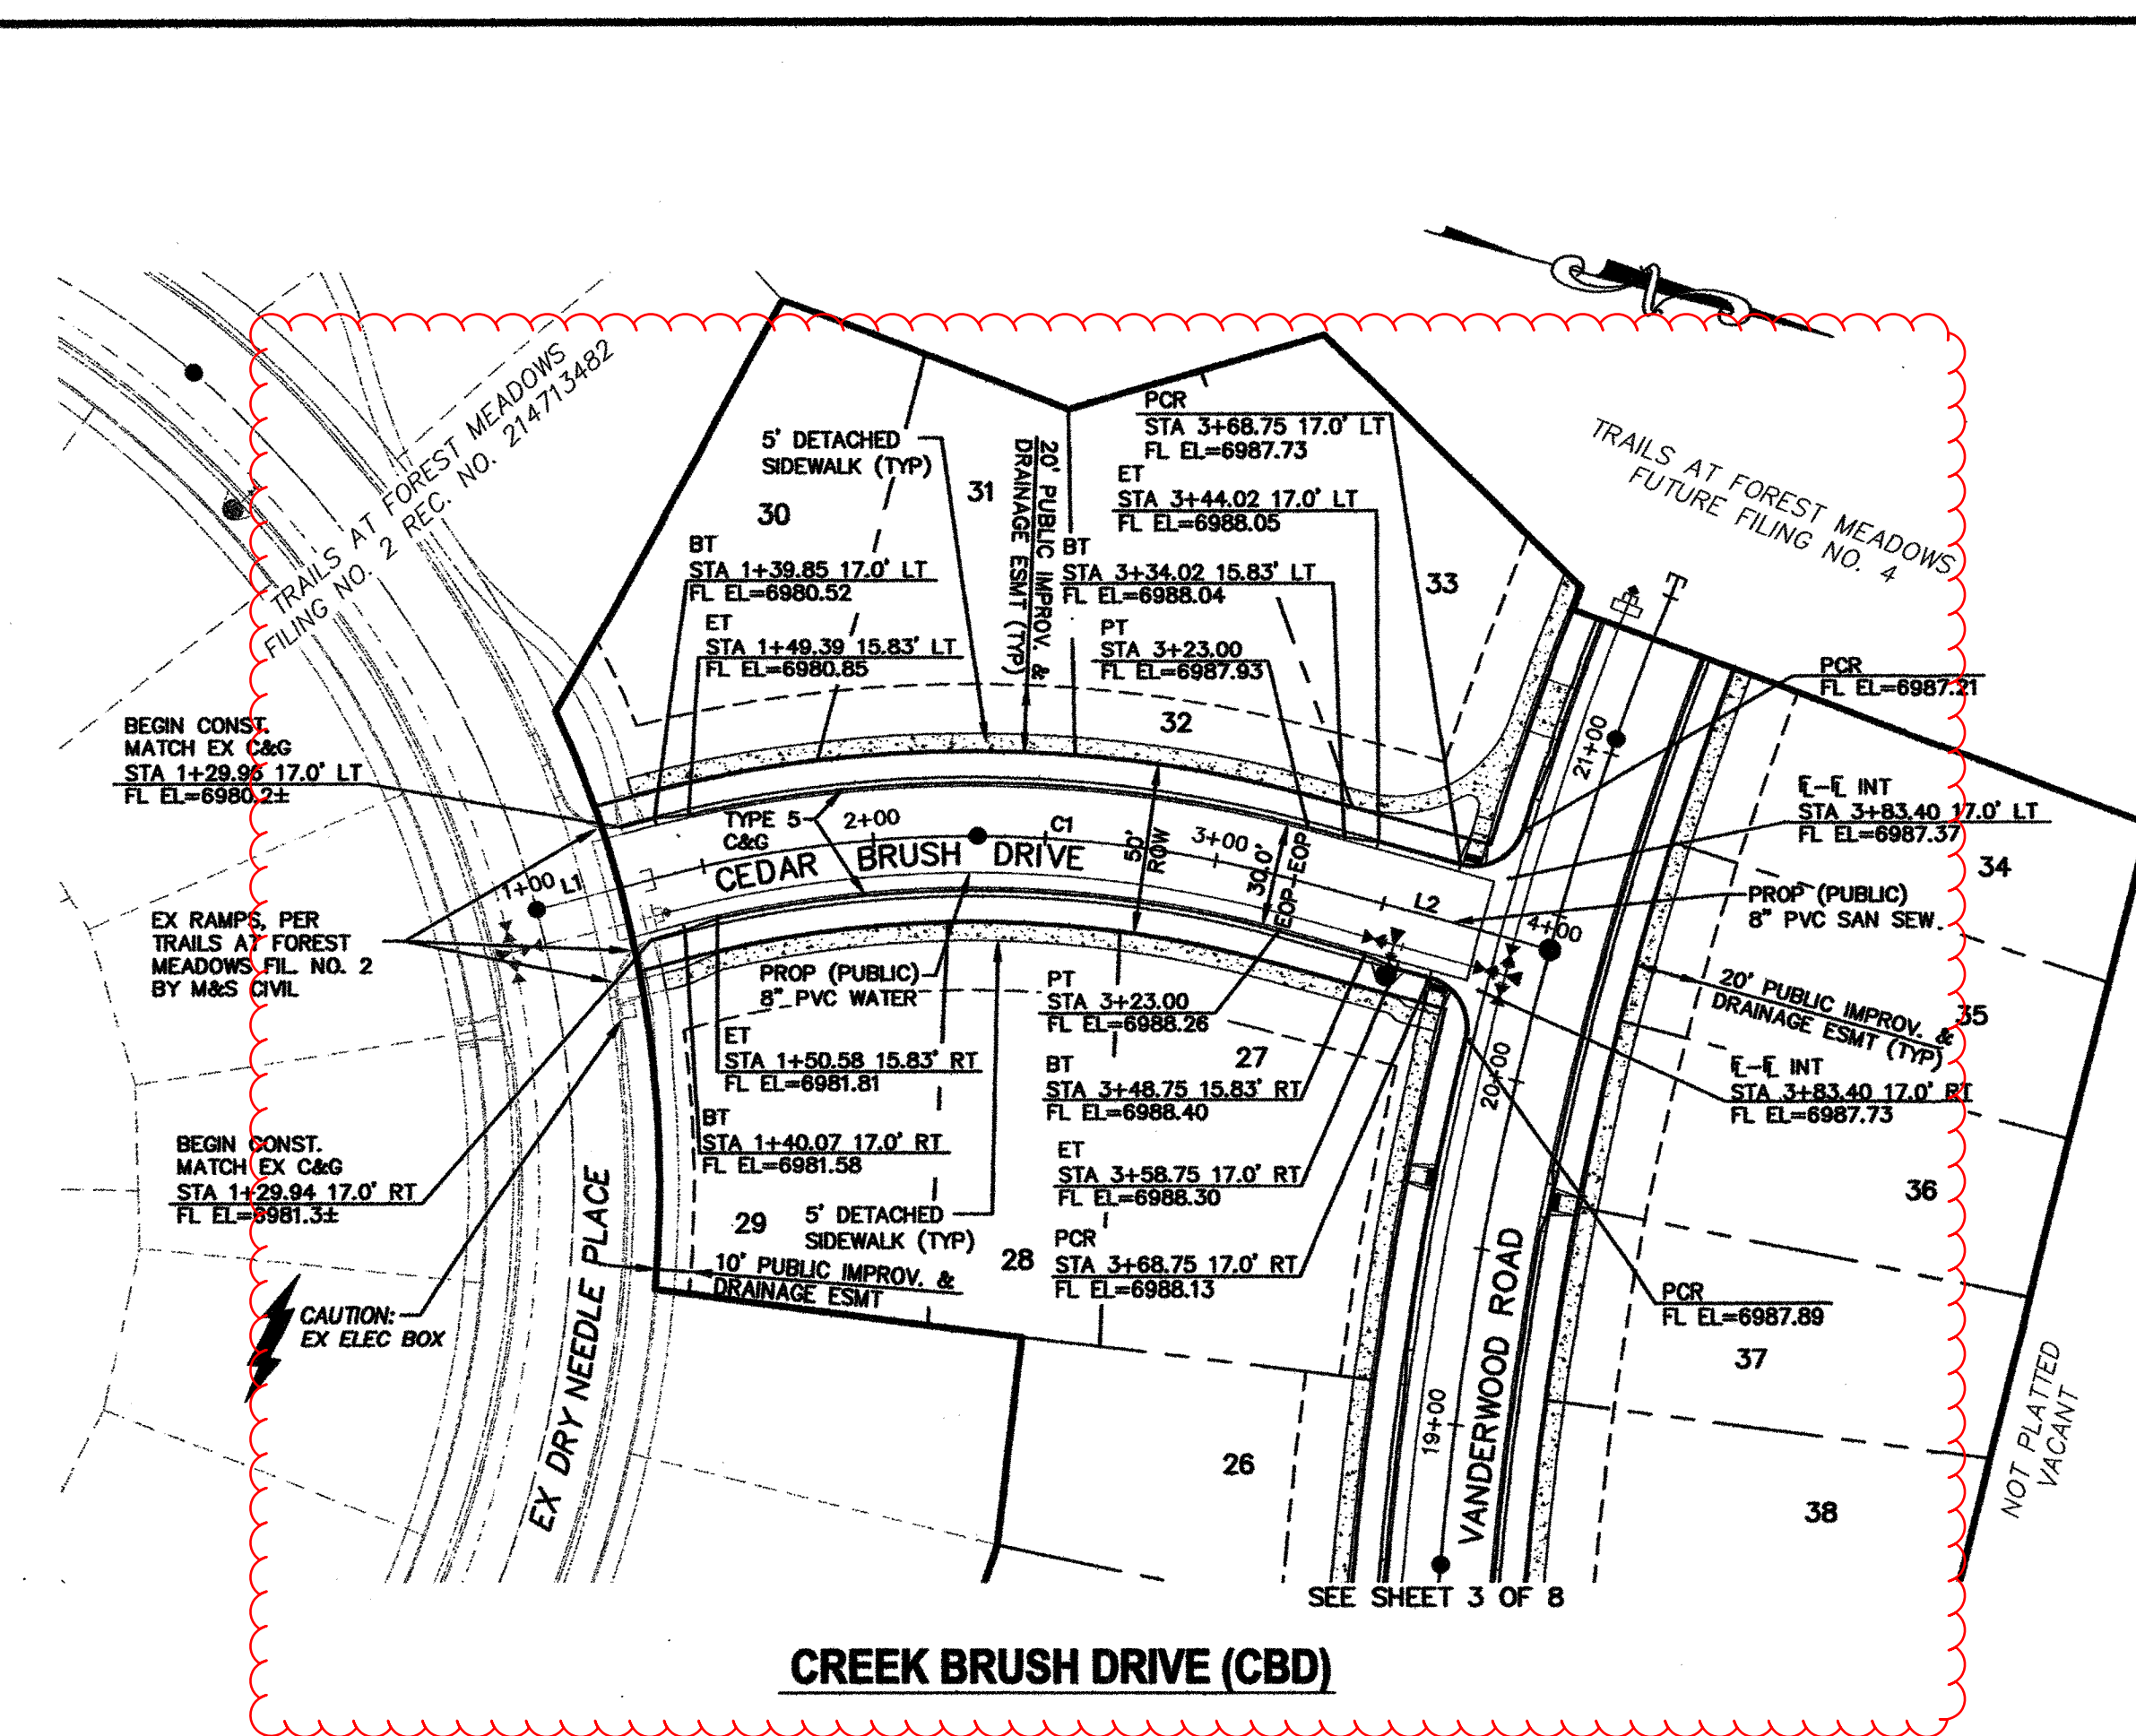 TRAILS AT FOREST MEADOWS
FILING NO. 2 REC. NO. 214713482
5' DETACHED
SIDEWALK (TYP)
30
31
20' PUBLIC IMPROV. &
DRAINAGE ESMT (TYP)
PCR
STA 3+68.75 17.0' LT
FL EL=6987.73
ET
STA 3+44.02 17.0' LT
FL EL=6988.05
BT
STA 3+34.02 15.83' LT
FL EL=6988.04
PT
STA 3+23.00
FL EL=6987.93
BT
STA 1+39.85 17.0' LT
FL EL=6980.52
ET
STA 1+49.39 15.83' LT
FL EL=6980.85
33
32
TRAILS AT FOREST MEADOWS
FUTURE FILING NO. 4
T
PCR
FL EL=6987.21
BEGIN CONST.
MATCH EX C&G
STA 1+29.96 17.0' LT
FL EL=6980.2±
21+00
℄-℄ INT
STA 3+83.40 17.0' LT
FL EL=6987.37
34
TYPE 5
C&G
2+00
C1
3+00
50'
ROW
30.0'
EOP-EOP
CEDAR BRUSH DRIVE
1+00
L1
L2
4+00
PROP (PUBLIC)
8" PVC SAN SEW.
EX RAMPS, PER
TRAILS AT FOREST
MEADOWS FIL. NO. 2
BY M&S CIVIL
PROP (PUBLIC)
8" PVC WATER
PT
STA 3+23.00
FL EL=6988.26
20' PUBLIC IMPROV. &
DRAINAGE ESMT (TYP)
35
ET
STA 1+50.58 15.83' RT
FL EL=6981.81
27
BT
STA 3+48.75 15.83' RT
FL EL=6988.40
20+00
℄-℄ INT
STA 3+83.40 17.0' RT
FL EL=6987.73
BT
STA 1+40.07 17.0' RT
FL EL=6981.58
BEGIN CONST.
MATCH EX C&G
STA 1+29.94 17.0' RT
FL EL=6981.3±
ET
STA 3+58.75 17.0' RT
FL EL=6988.30
36
29
5' DETACHED
SIDEWALK (TYP)
28
PCR
STA 3+68.75 17.0' RT
FL EL=6988.13
10' PUBLIC IMPROV. &
DRAINAGE ESMT
PCR
FL EL=6987.89
CAUTION:
EX ELEC BOX
37
EX DRY NEEDLE PLACE
VANDERWOOD ROAD
19+00
26
38
NOT PLATTED
VACANT
SEE SHEET 3 OF 8
CREEK BRUSH DRIVE (CBD)